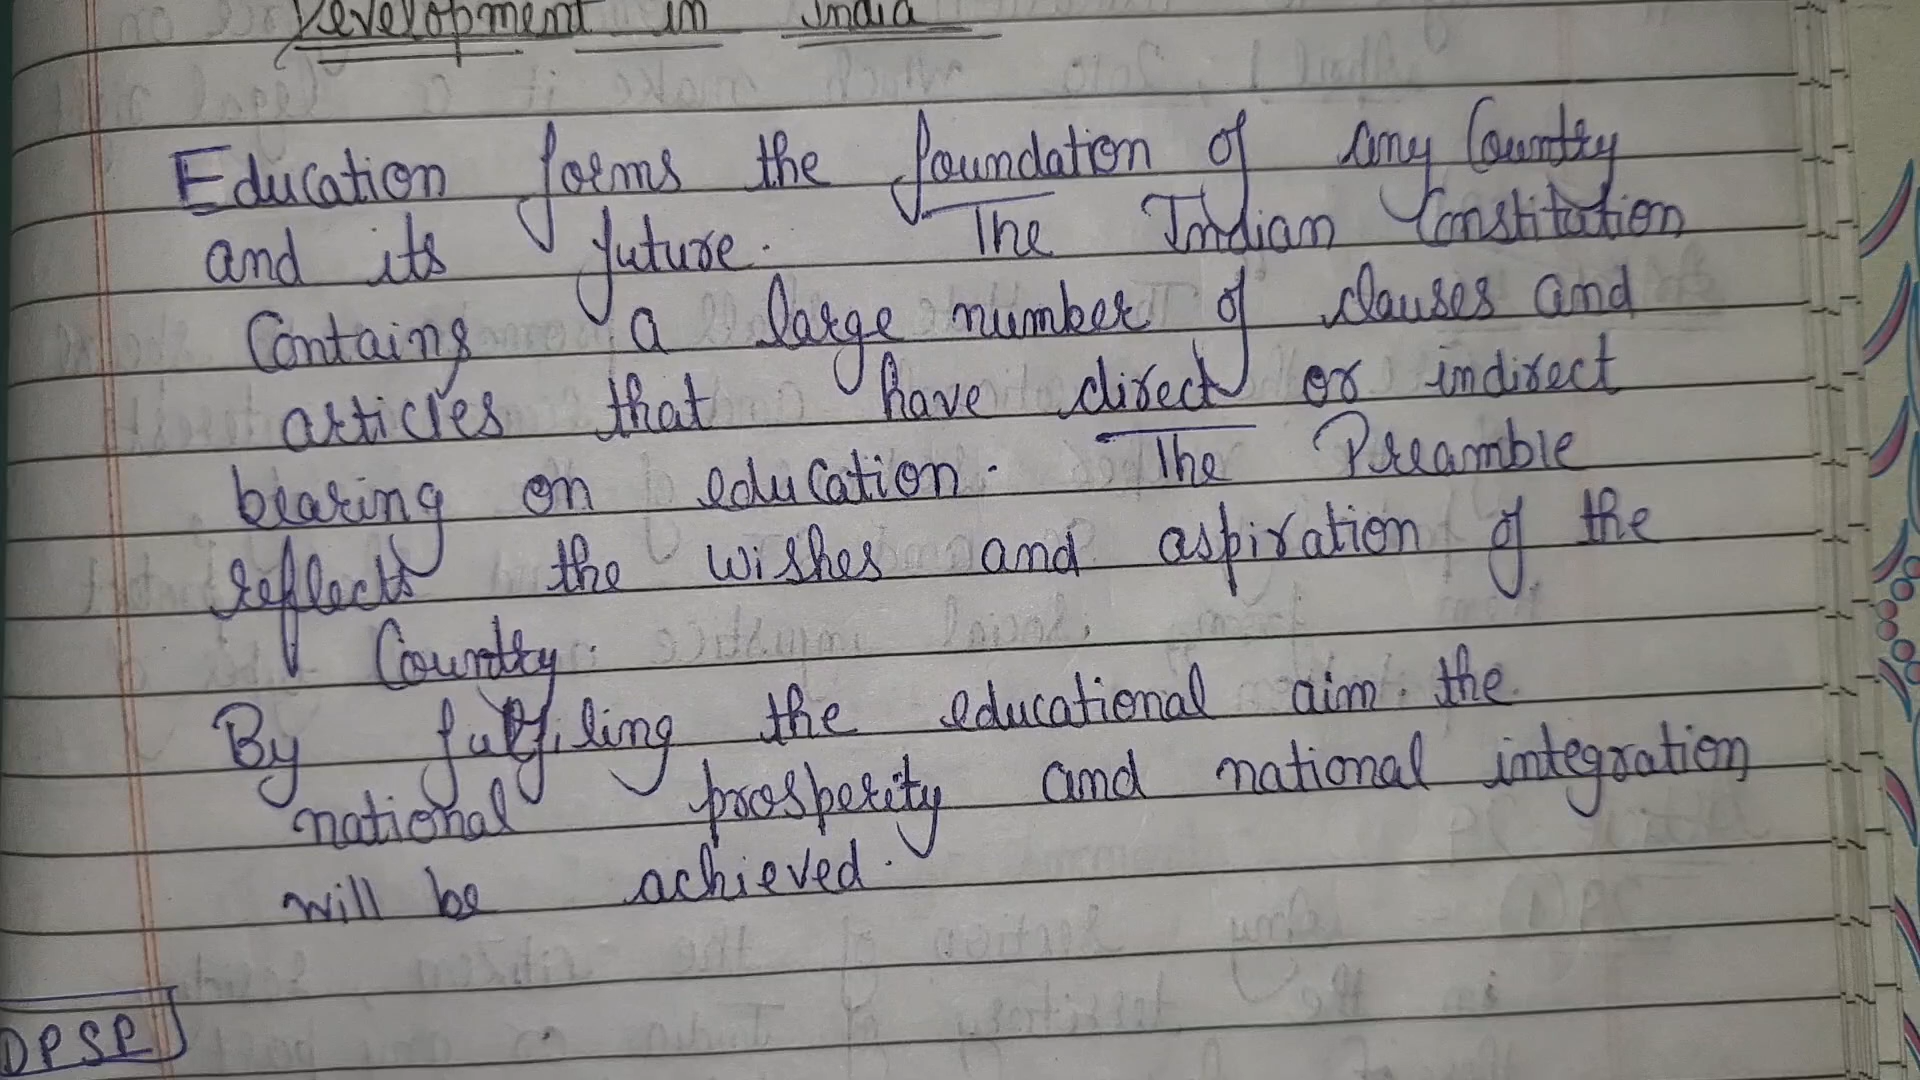 Development in India
Education forms the foundation of any Country
and its future. The Indian Constitution
Contains a large number of clauses and
articles that have direct or indirect
bearing on education. The Preamble
reflects the wishes and aspiration of the
Country.
By fulfiling the educational aim. the
national prosperity and national integration
will be achieved.
DPSP